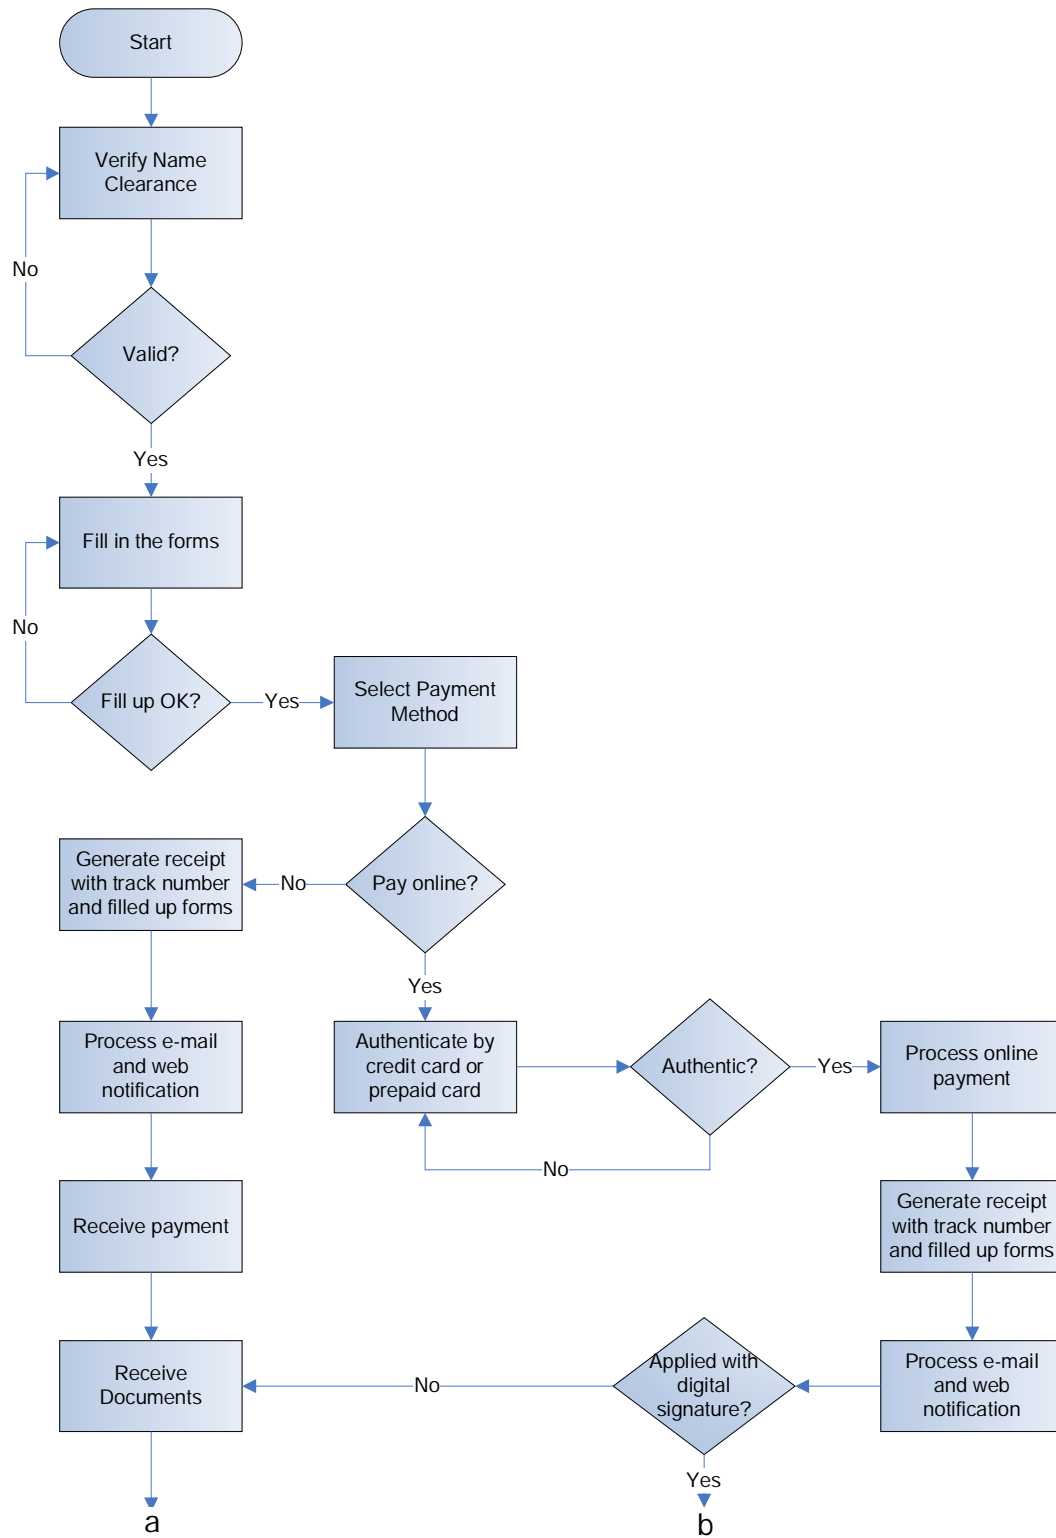 Start
Verify Name
Clearance
No
Valid?
Yes
Fill in the forms
No
Fill up OK?
Yes
Select Payment
Method
Generate receipt
with track number
and filled up forms
No
Pay online?
Yes
Process e-mail
and web
notification
Authenticate by
credit card or
prepaid card
Authentic?
Yes
Process online
payment
No
Receive payment
Generate receipt
with track number
and filled up forms
Receive
Documents
No
Applied with
digital
signature?
Process e-mail
and web
notification
Yes
a
b